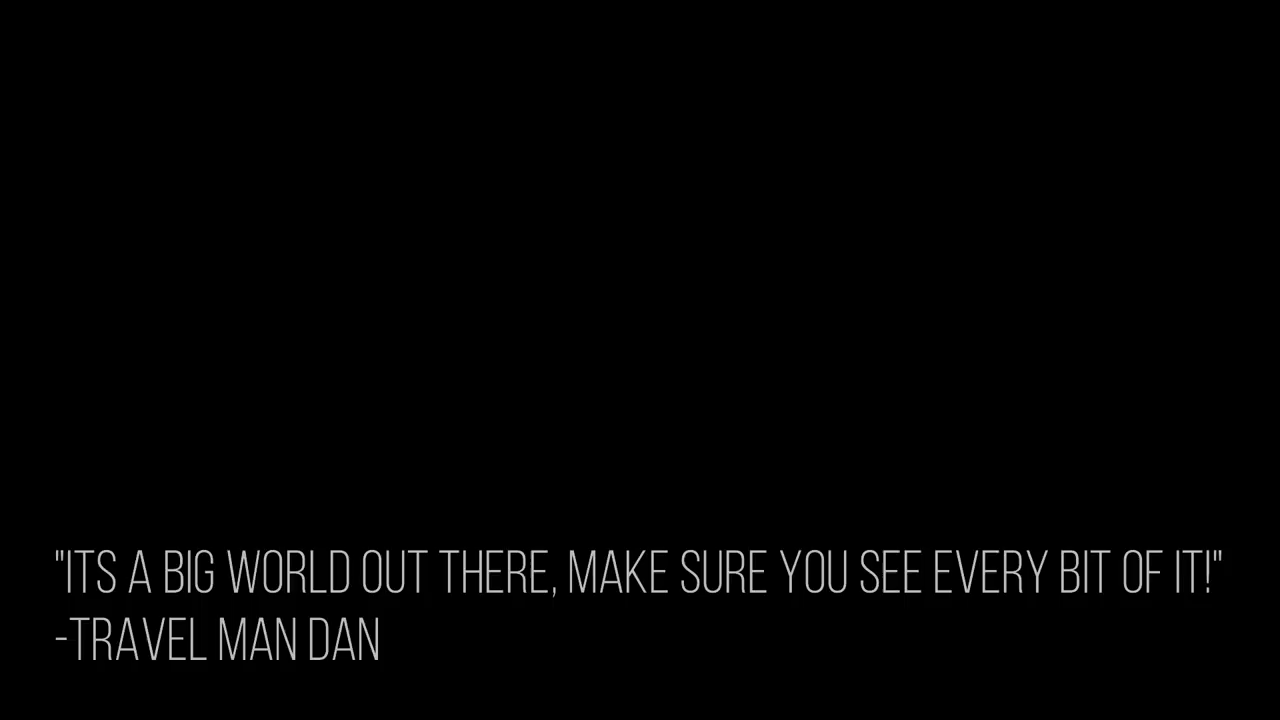 "ITS A BIG WORLD OUT THERE, MAKE SURE YOU SEE EVERY BIT OF IT!"
-TRAVEL MAN DAN